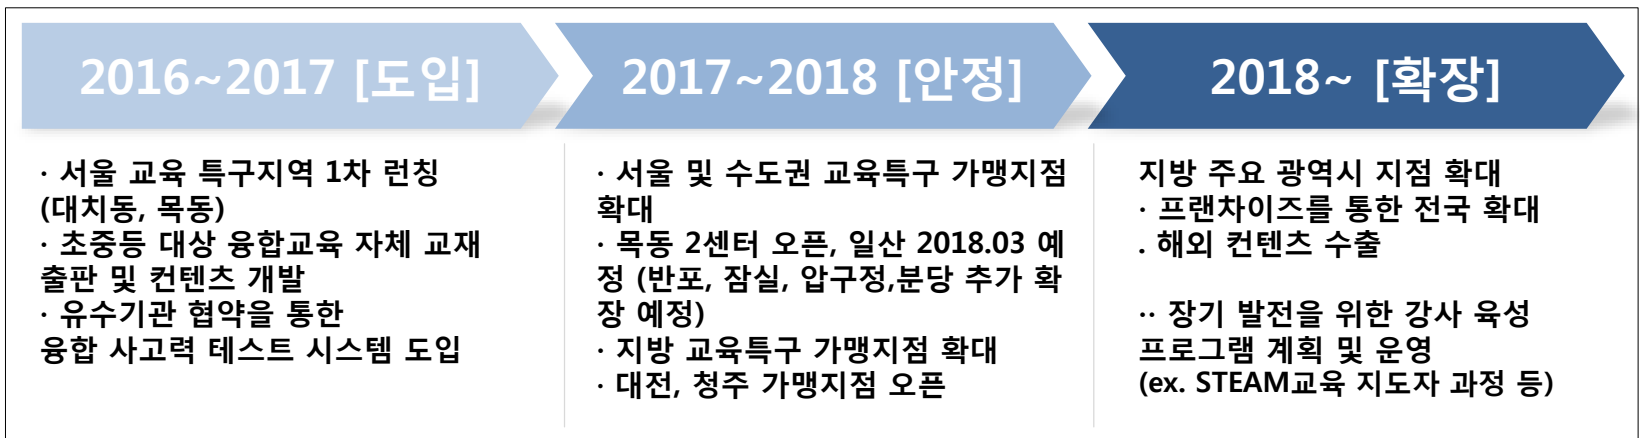 2016~2017 [도입]
· 서울 교육 특구지역 1차 런칭
(대치동, 목동)
· 초중등 대상 융합교육 자체 교재
출판 및 컨텐츠 개발
· 유수기관 협약을 통한
융합 사고력 테스트 시스템 도입
2017~2018 [안정]
· 서울 및 수도권 교육특구 가맹지점
확대
· 목동 2센터 오픈, 일산 2018.03 예
정 (반포, 잠실, 압구정,분당 추가 확
장 예정)
· 지방 교육특구 가맹지점 확대
· 대전, 청주 가맹지점 오픈
2018~ [확장]
지방 주요 광역시 지점 확대
· 프랜차이즈를 통한 전국 확대
. 해외 컨텐츠 수출
·· 장기 발전을 위한 강사 육성
프로그램 계획 및 운영
(ex. STEAM교육 지도자 과정 등)